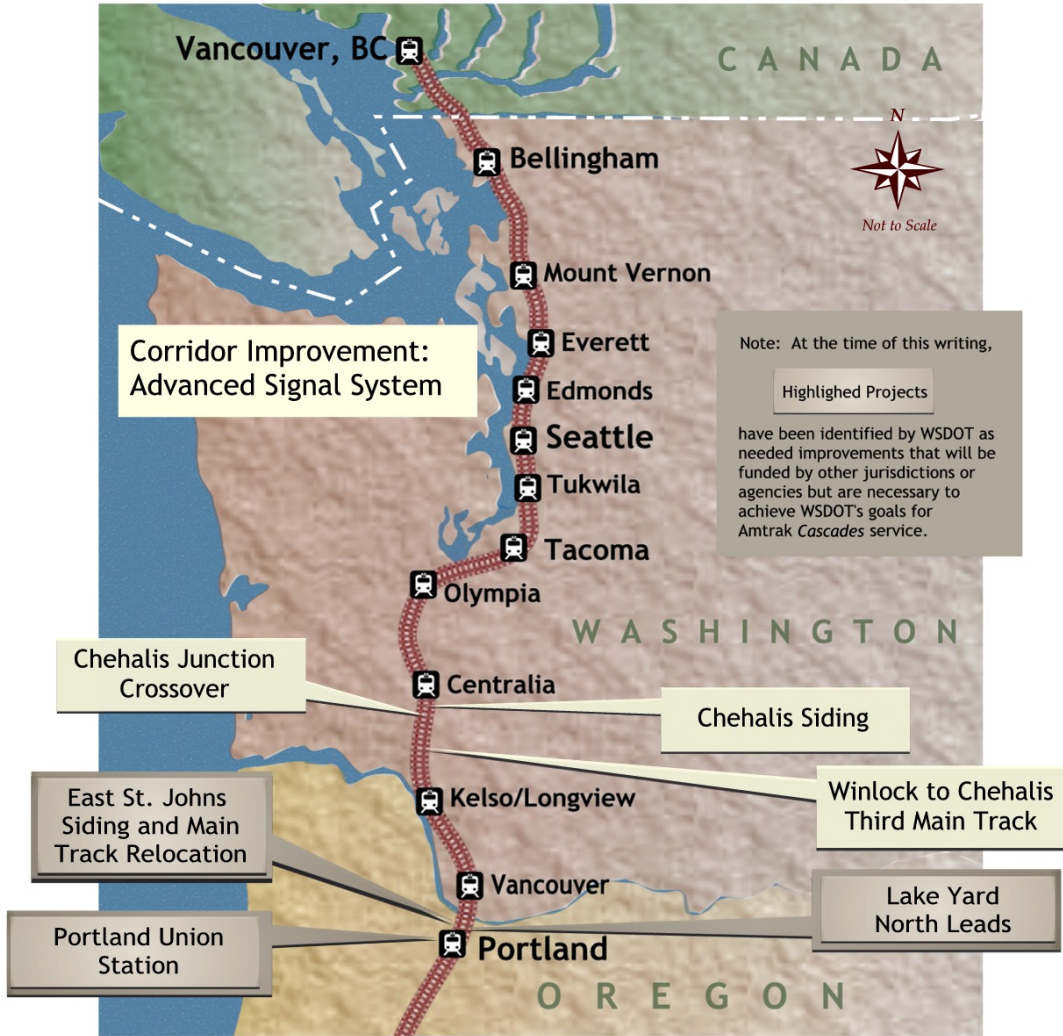 Vancouver, BC
CANADA
N
Not to Scale
Bellingham
Mount Vernon
Corridor Improvement:
Advanced Signal System
Everett
Edmonds
Seattle
Tukwila
Note: At the time of this writing,
Highlighed Projects
have been identified by WSDOT as
needed improvements that will be
funded by other jurisdictions or
agencies but are necessary to
achieve WSDOT's goals for
Amtrak Cascades service.
Tacoma
Olympia
WASHINGTON
Chehalis Junction
Crossover
Centralia
Chehalis Siding
East St. Johns
Siding and Main
Track Relocation
Kelso/Longview
Winlock to Chehalis
Third Main Track
Vancouver
Lake Yard
North Leads
Portland Union
Station
Portland
OREGON